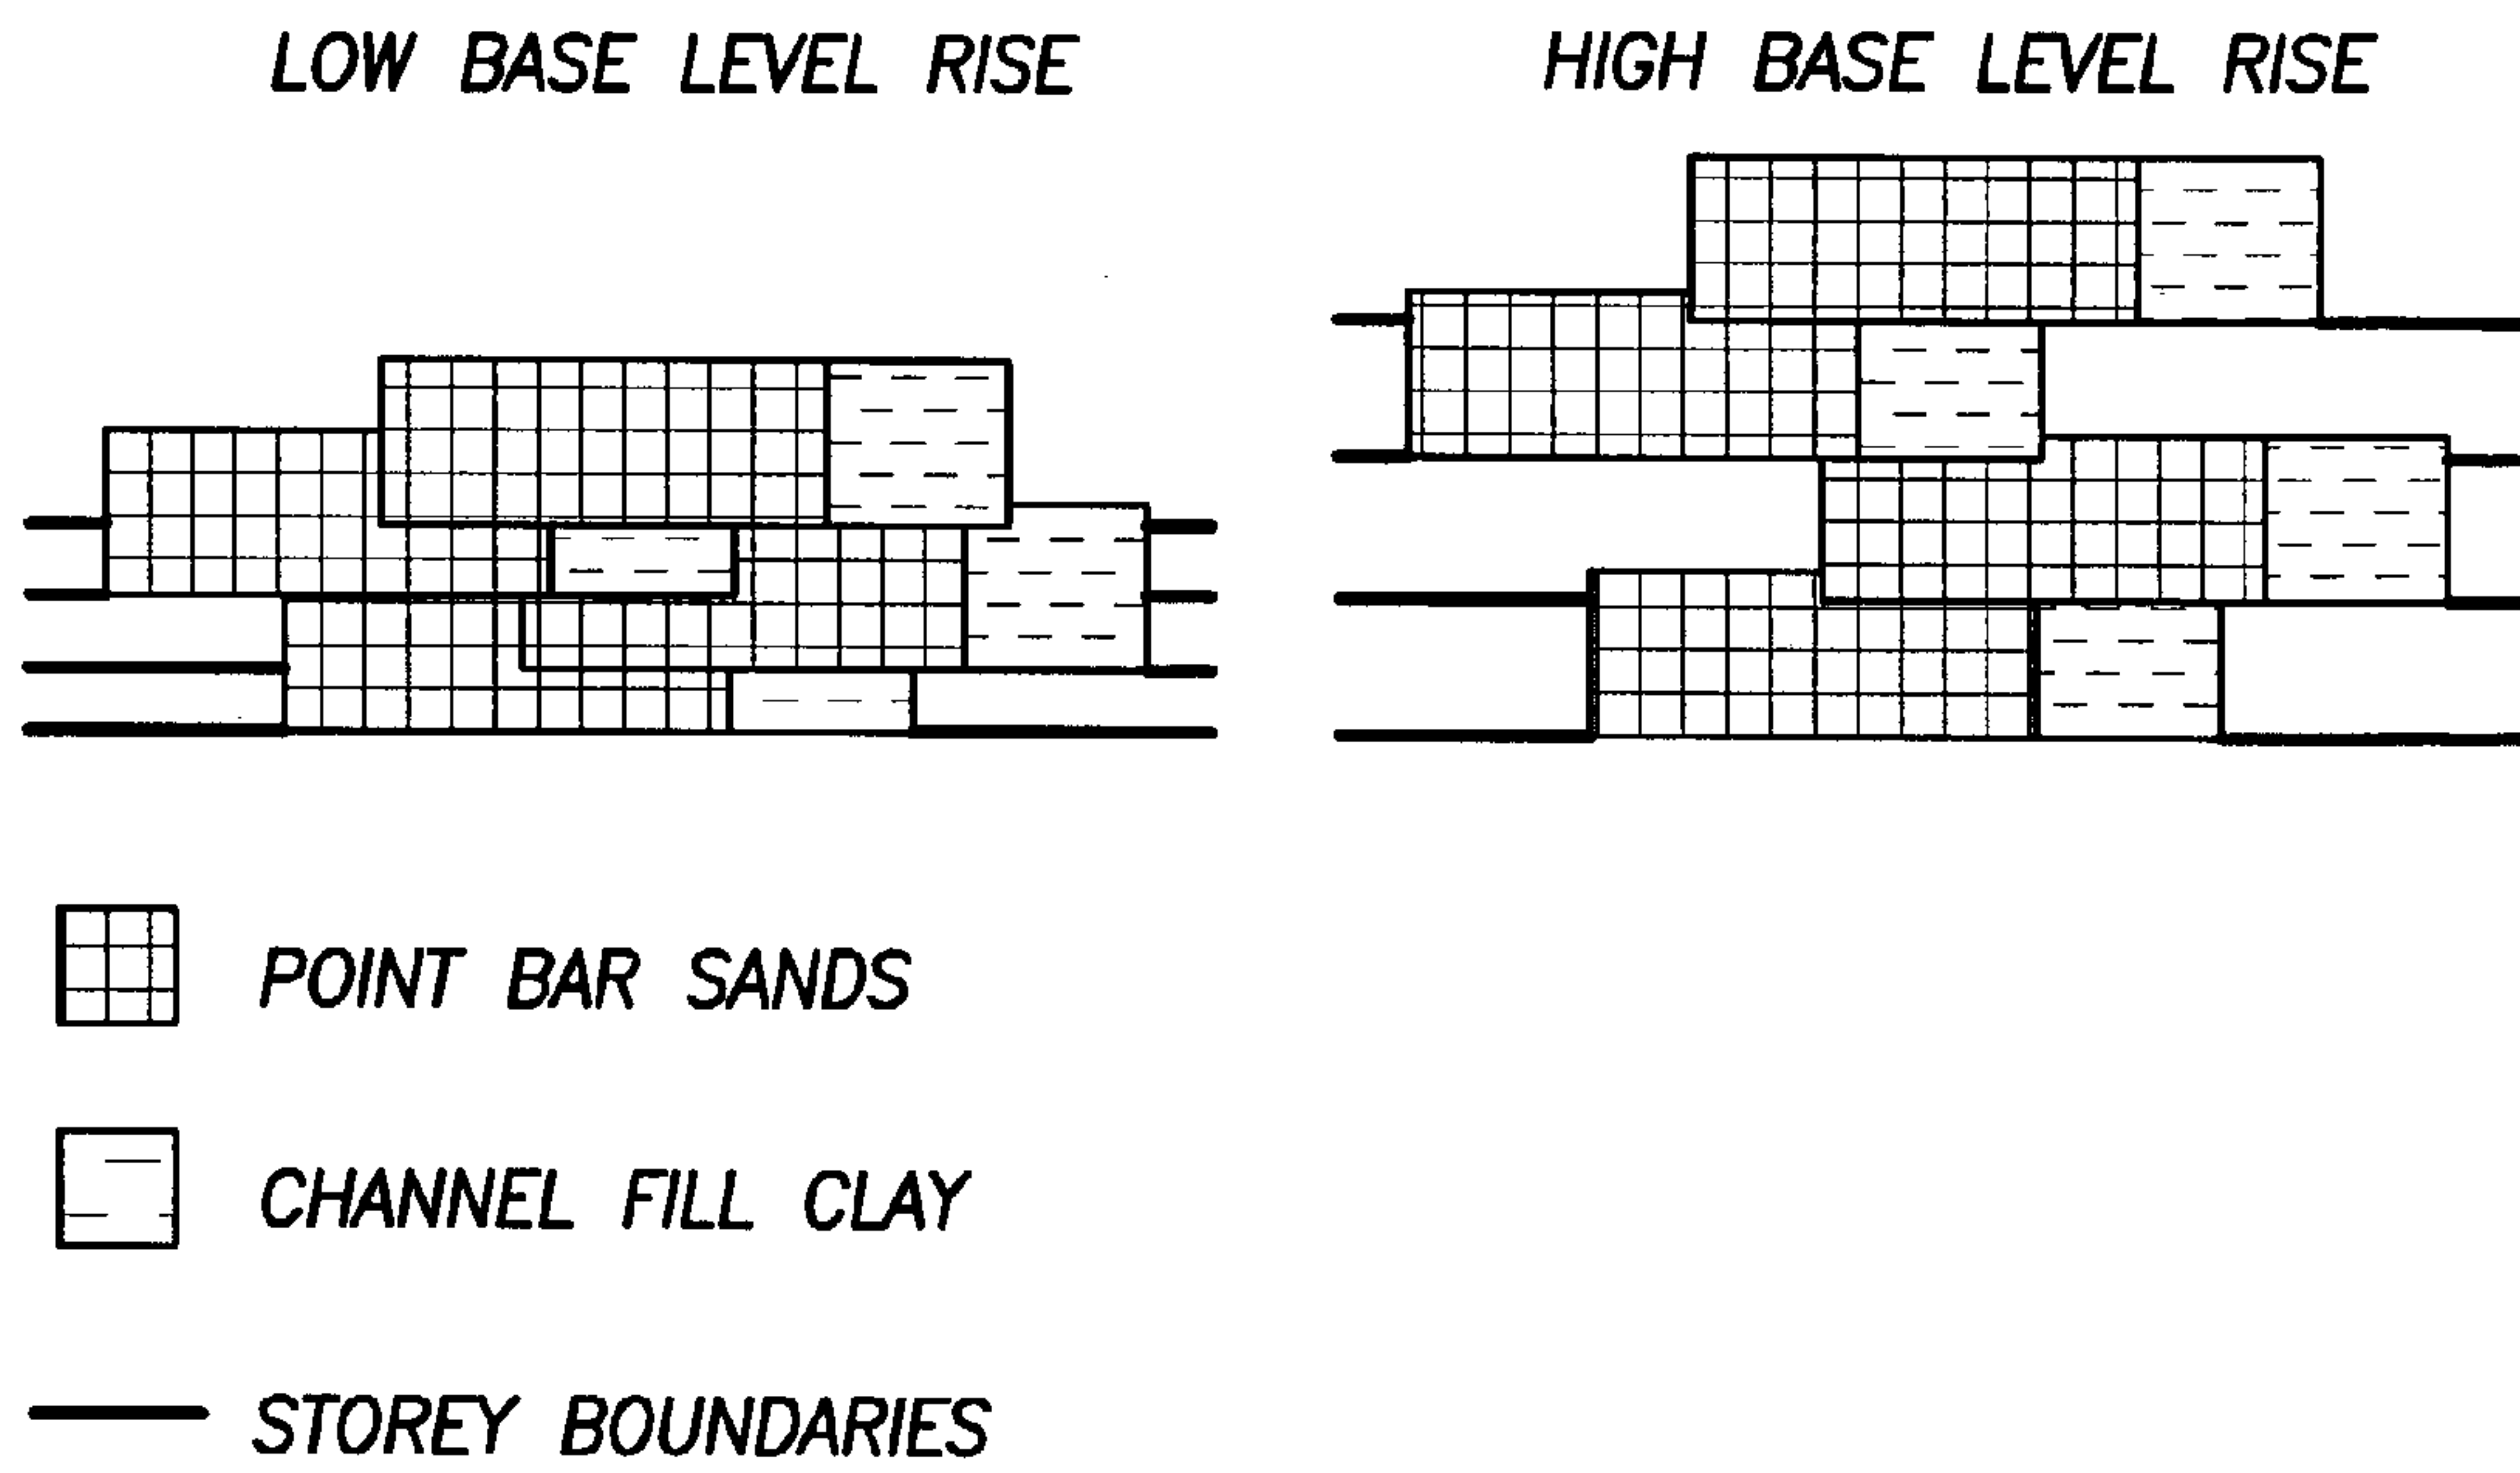 LOW BASE LEVEL RISE
HIGH BASE LEVEL RISE
POINT BAR SANDS
CHANNEL FILL CLAY
STOREY BOUNDARIES